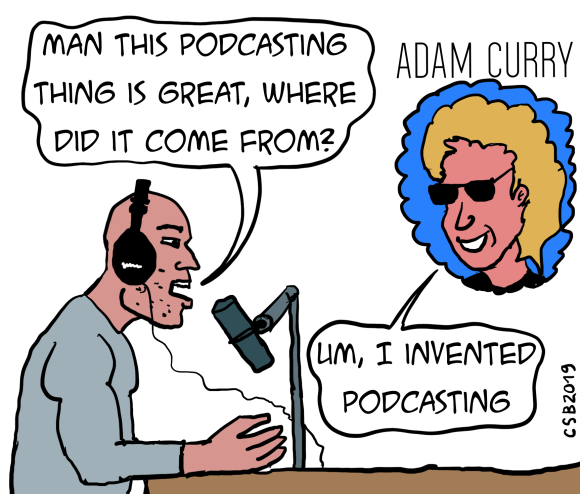 MAN THIS PODCASTING
THING IS GREAT, WHERE
DID IT COME FROM?
ADAM CURRY
UM, I INVENTED
PODCASTING
CSB2019